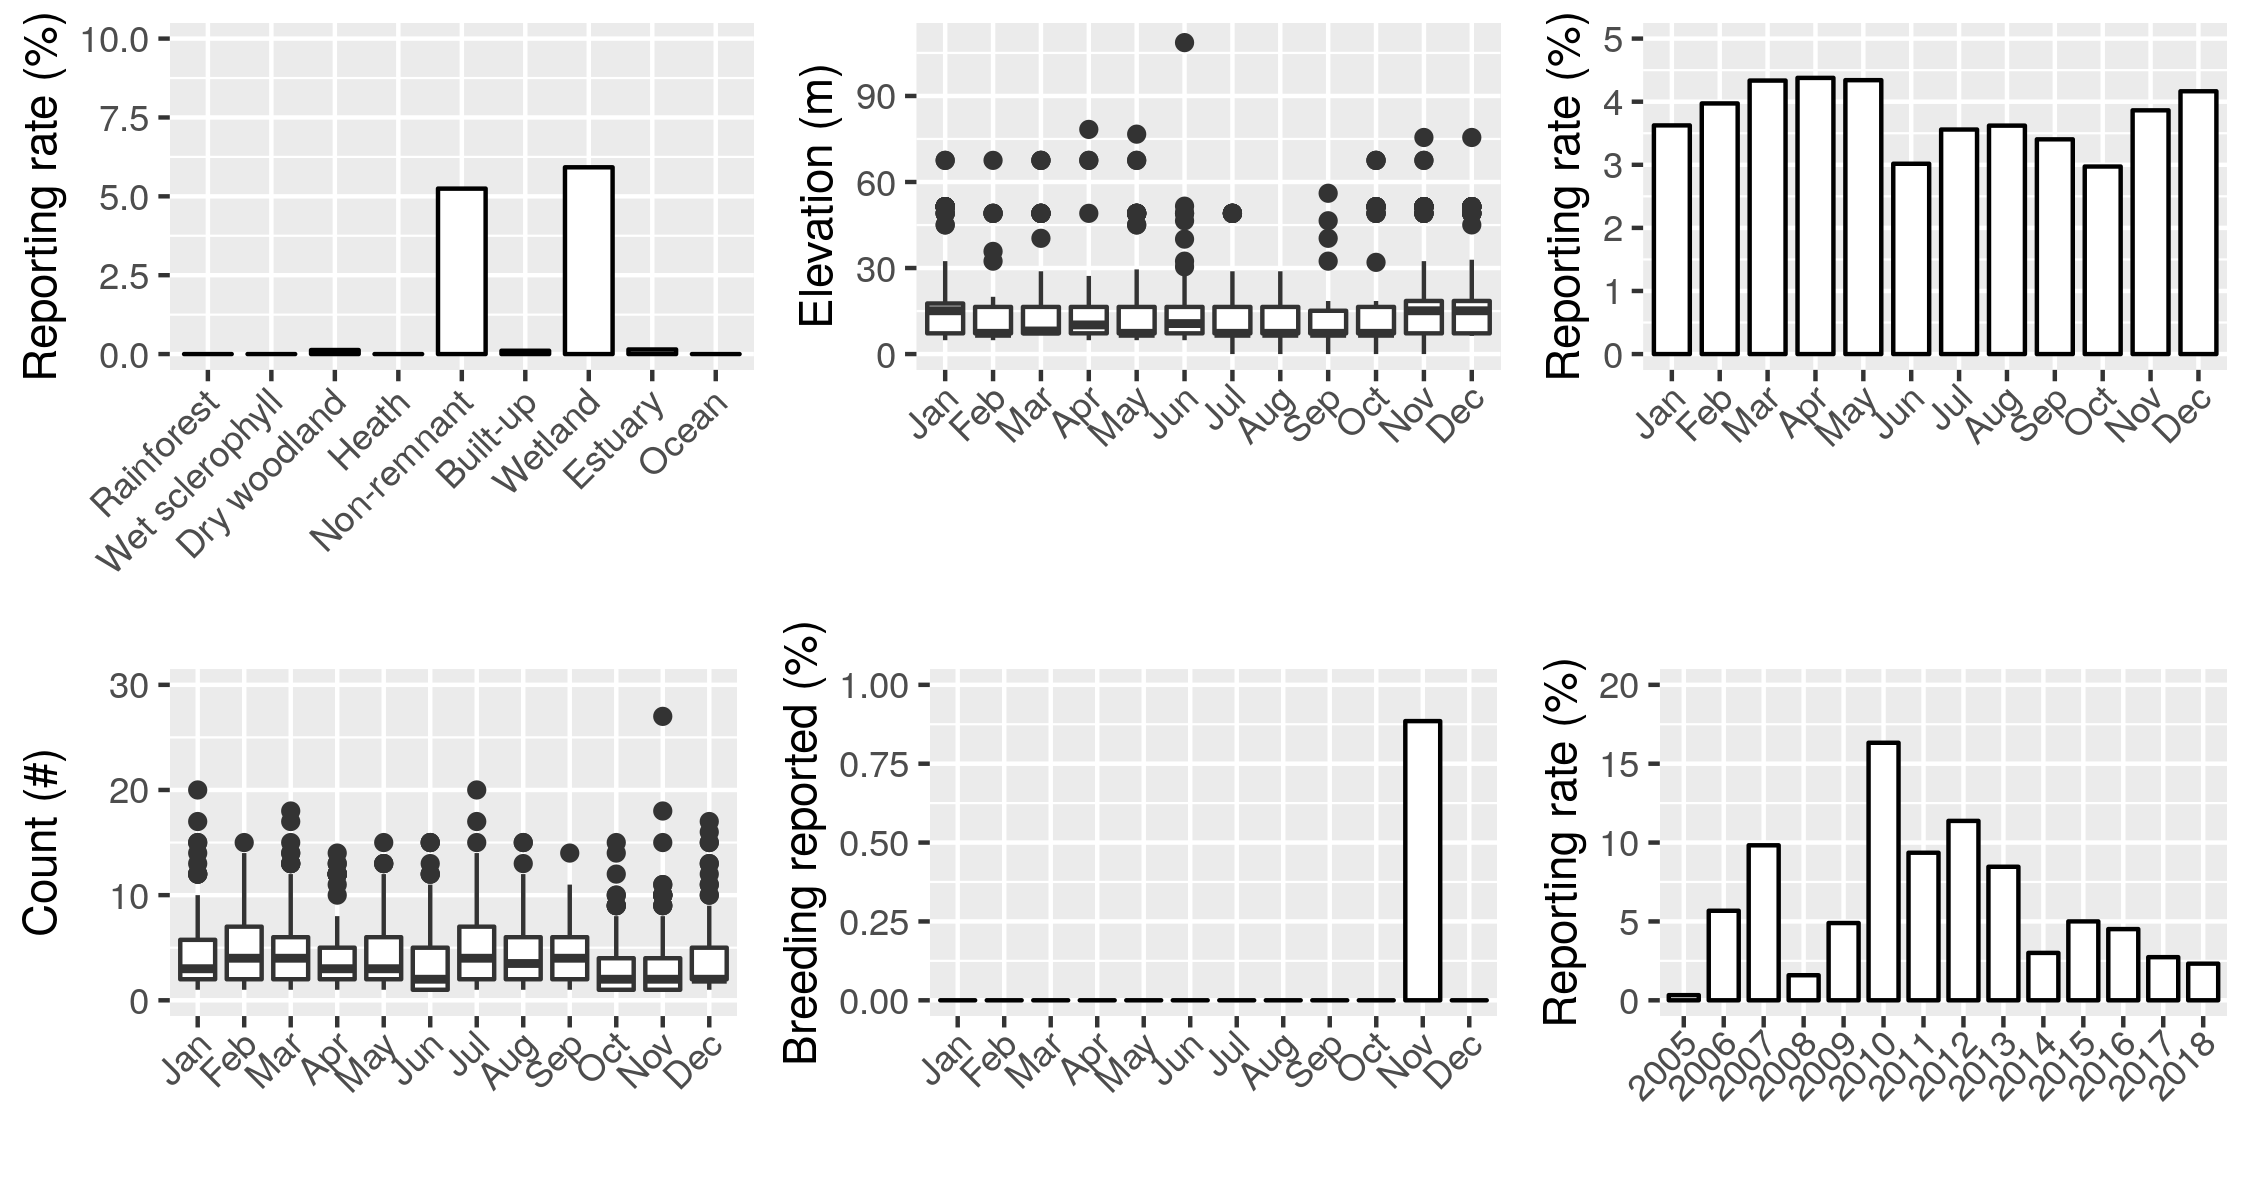 Reporting rate (%)
10.0
7.5
5.0
2.5
0.0
Rainforest
Wet sclerophyll
Dry woodland
Heath
Non-remnant
Built-up
Wetland
Estuary
Ocean
Elevation (m)
90
60
30
0
Jan
Feb
Mar
Apr
May
Jun
Jul
Aug
Sep
Oct
Nov
Dec
Reporting rate (%)
5
4
3
2
1
0
Jan
Feb
Mar
Apr
May
Jun
Jul
Aug
Sep
Oct
Nov
Dec
Count (#)
30
20
10
0
Jan
Feb
Mar
Apr
May
Jun
Jul
Aug
Sep
Oct
Nov
Dec
Breeding reported (%)
1.00
0.75
0.50
0.25
0.00
Jan
Feb
Mar
Apr
May
Jun
Jul
Aug
Sep
Oct
Nov
Dec
Reporting rate (%)
20
15
10
5
0
2005
2006
2007
2008
2009
2010
2011
2012
2013
2014
2015
2016
2017
2018